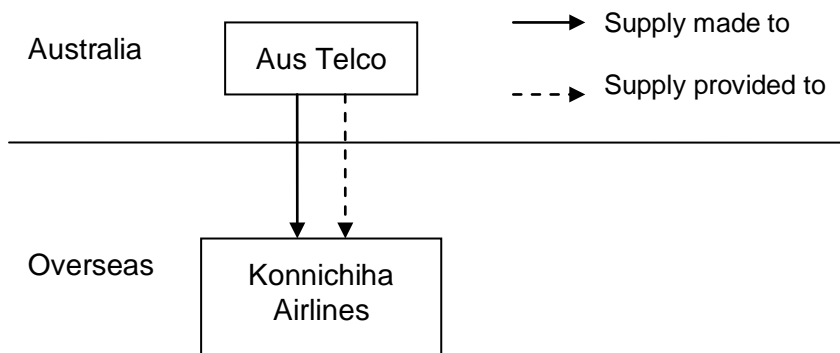 Australia
Aus Telco
Supply made to
Supply provided to
Overseas
Konnichiha
Airlines